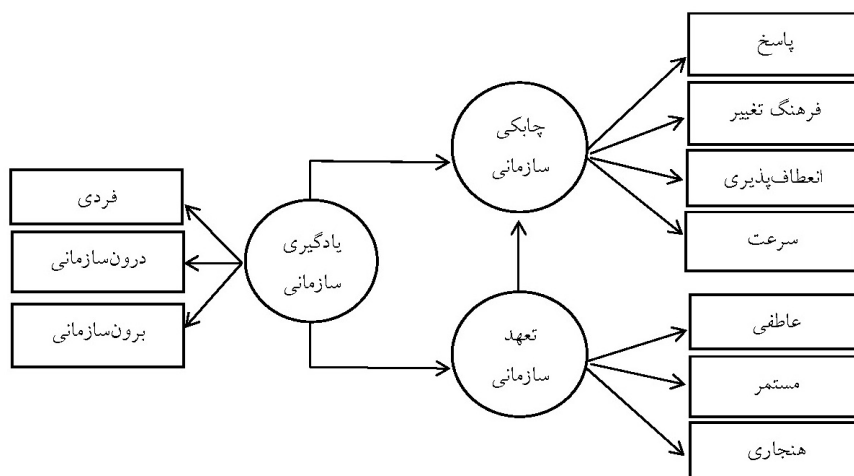 پاسخ
فرهنگ تغییر
انعطاف‌پذیری
سرعت
چابکی
سازمانی
فردی
درون‌سازمانی
برون‌سازمانی
یادگیری
سازمانی
تعهد
سازمانی
عاطفی
مستمر
هنجاری